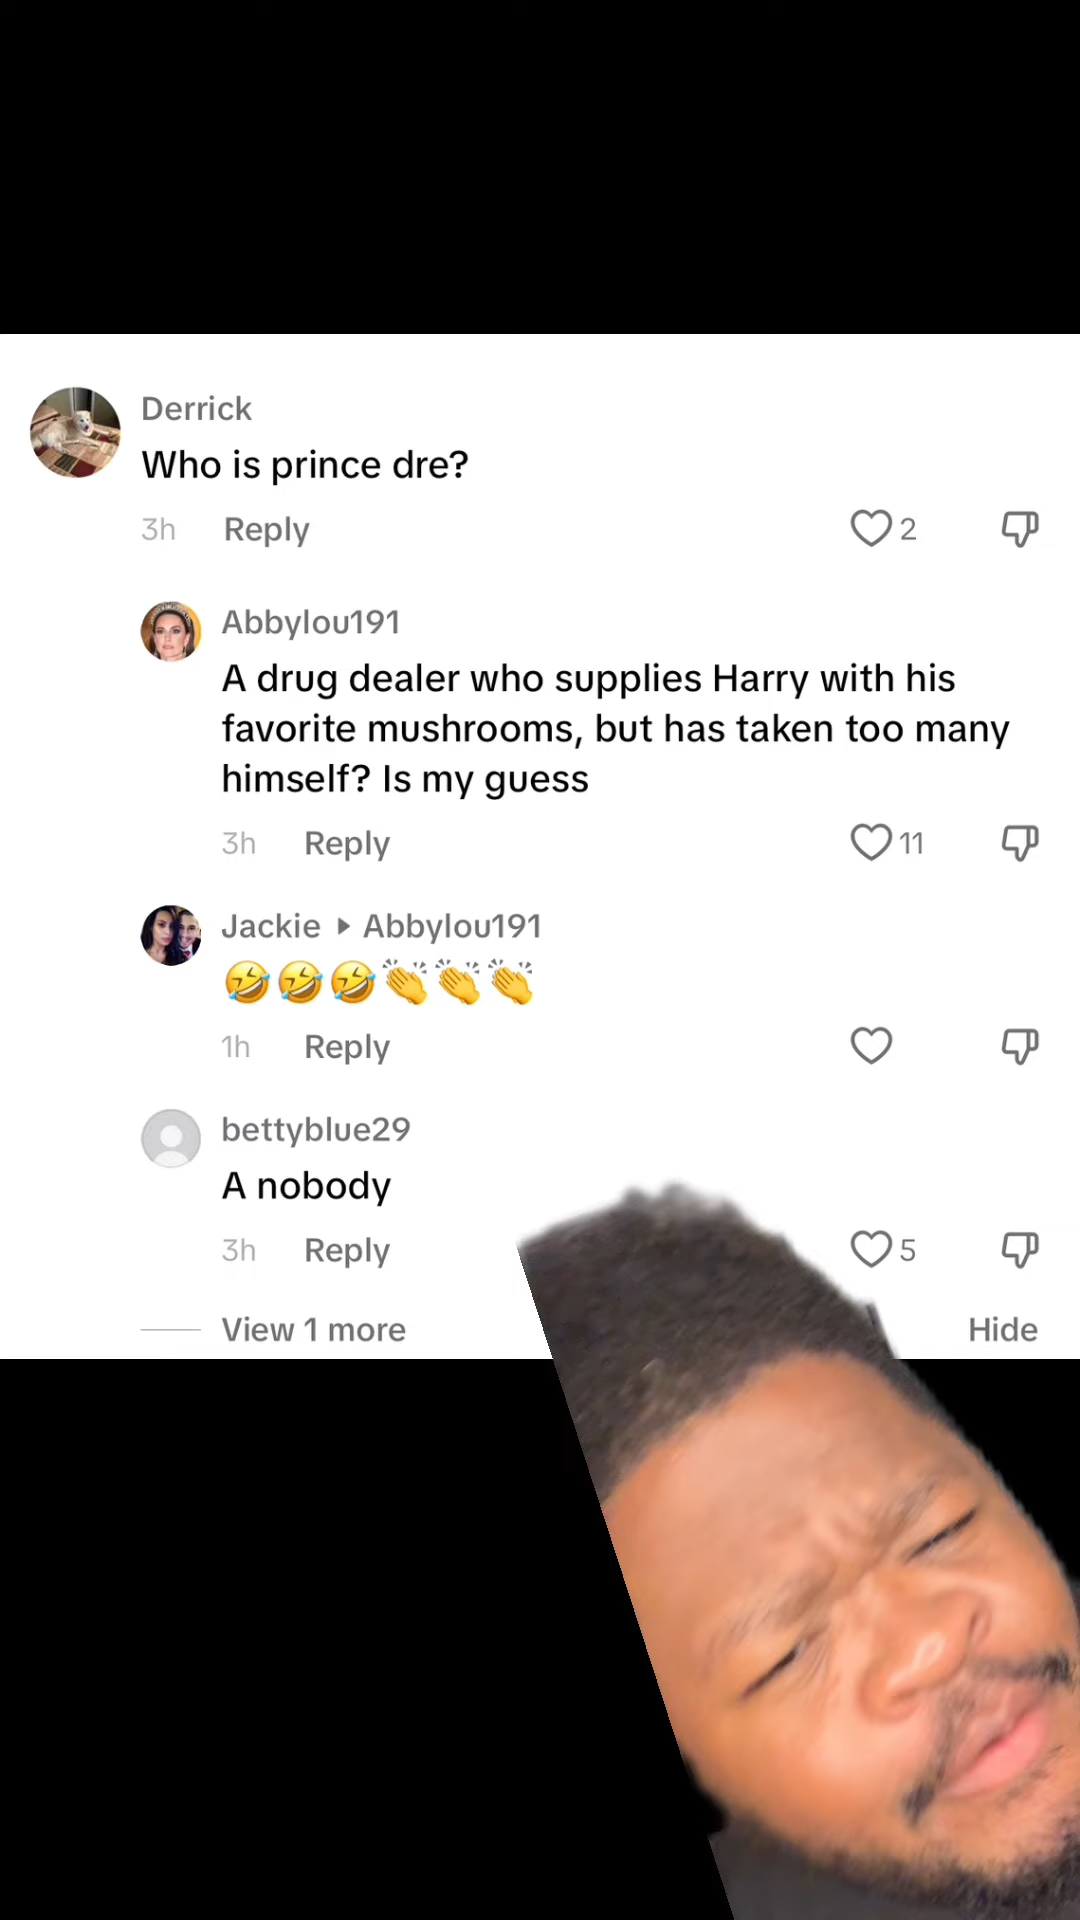 Derrick
Who is prince dre?
3h Reply 2
Abbylou191
A drug dealer who supplies Harry with his
favorite mushrooms, but has taken too many
himself? Is my guess
3h Reply 11
Jackie ▸ Abbylou191
🤣🤣🤣👏👏👏
1h Reply
bettyblue29
A nobody
3h Reply 5
View 1 more Hide